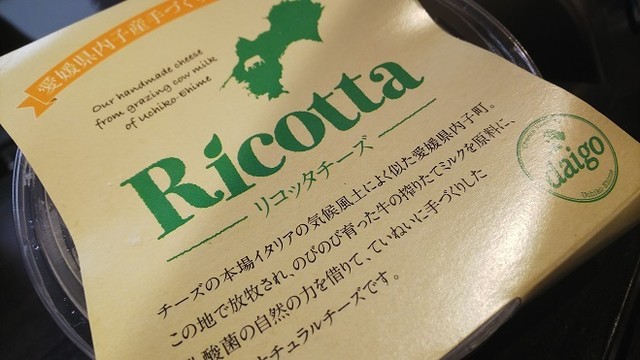 愛媛県内子産手づくり
Our handmade cheese
from grazing cow milk
of Uchiko-Ehime
Ricotta
リコッタチーズ
チーズの本場イタリアの気候風土によく似た愛媛県内子町。
この地で放牧され、のびのび育った牛の搾りたてミルクを原料に、
酸菌の自然の力を借りて、ていねいに手づくりした
ナチュラルチーズです。
daigo